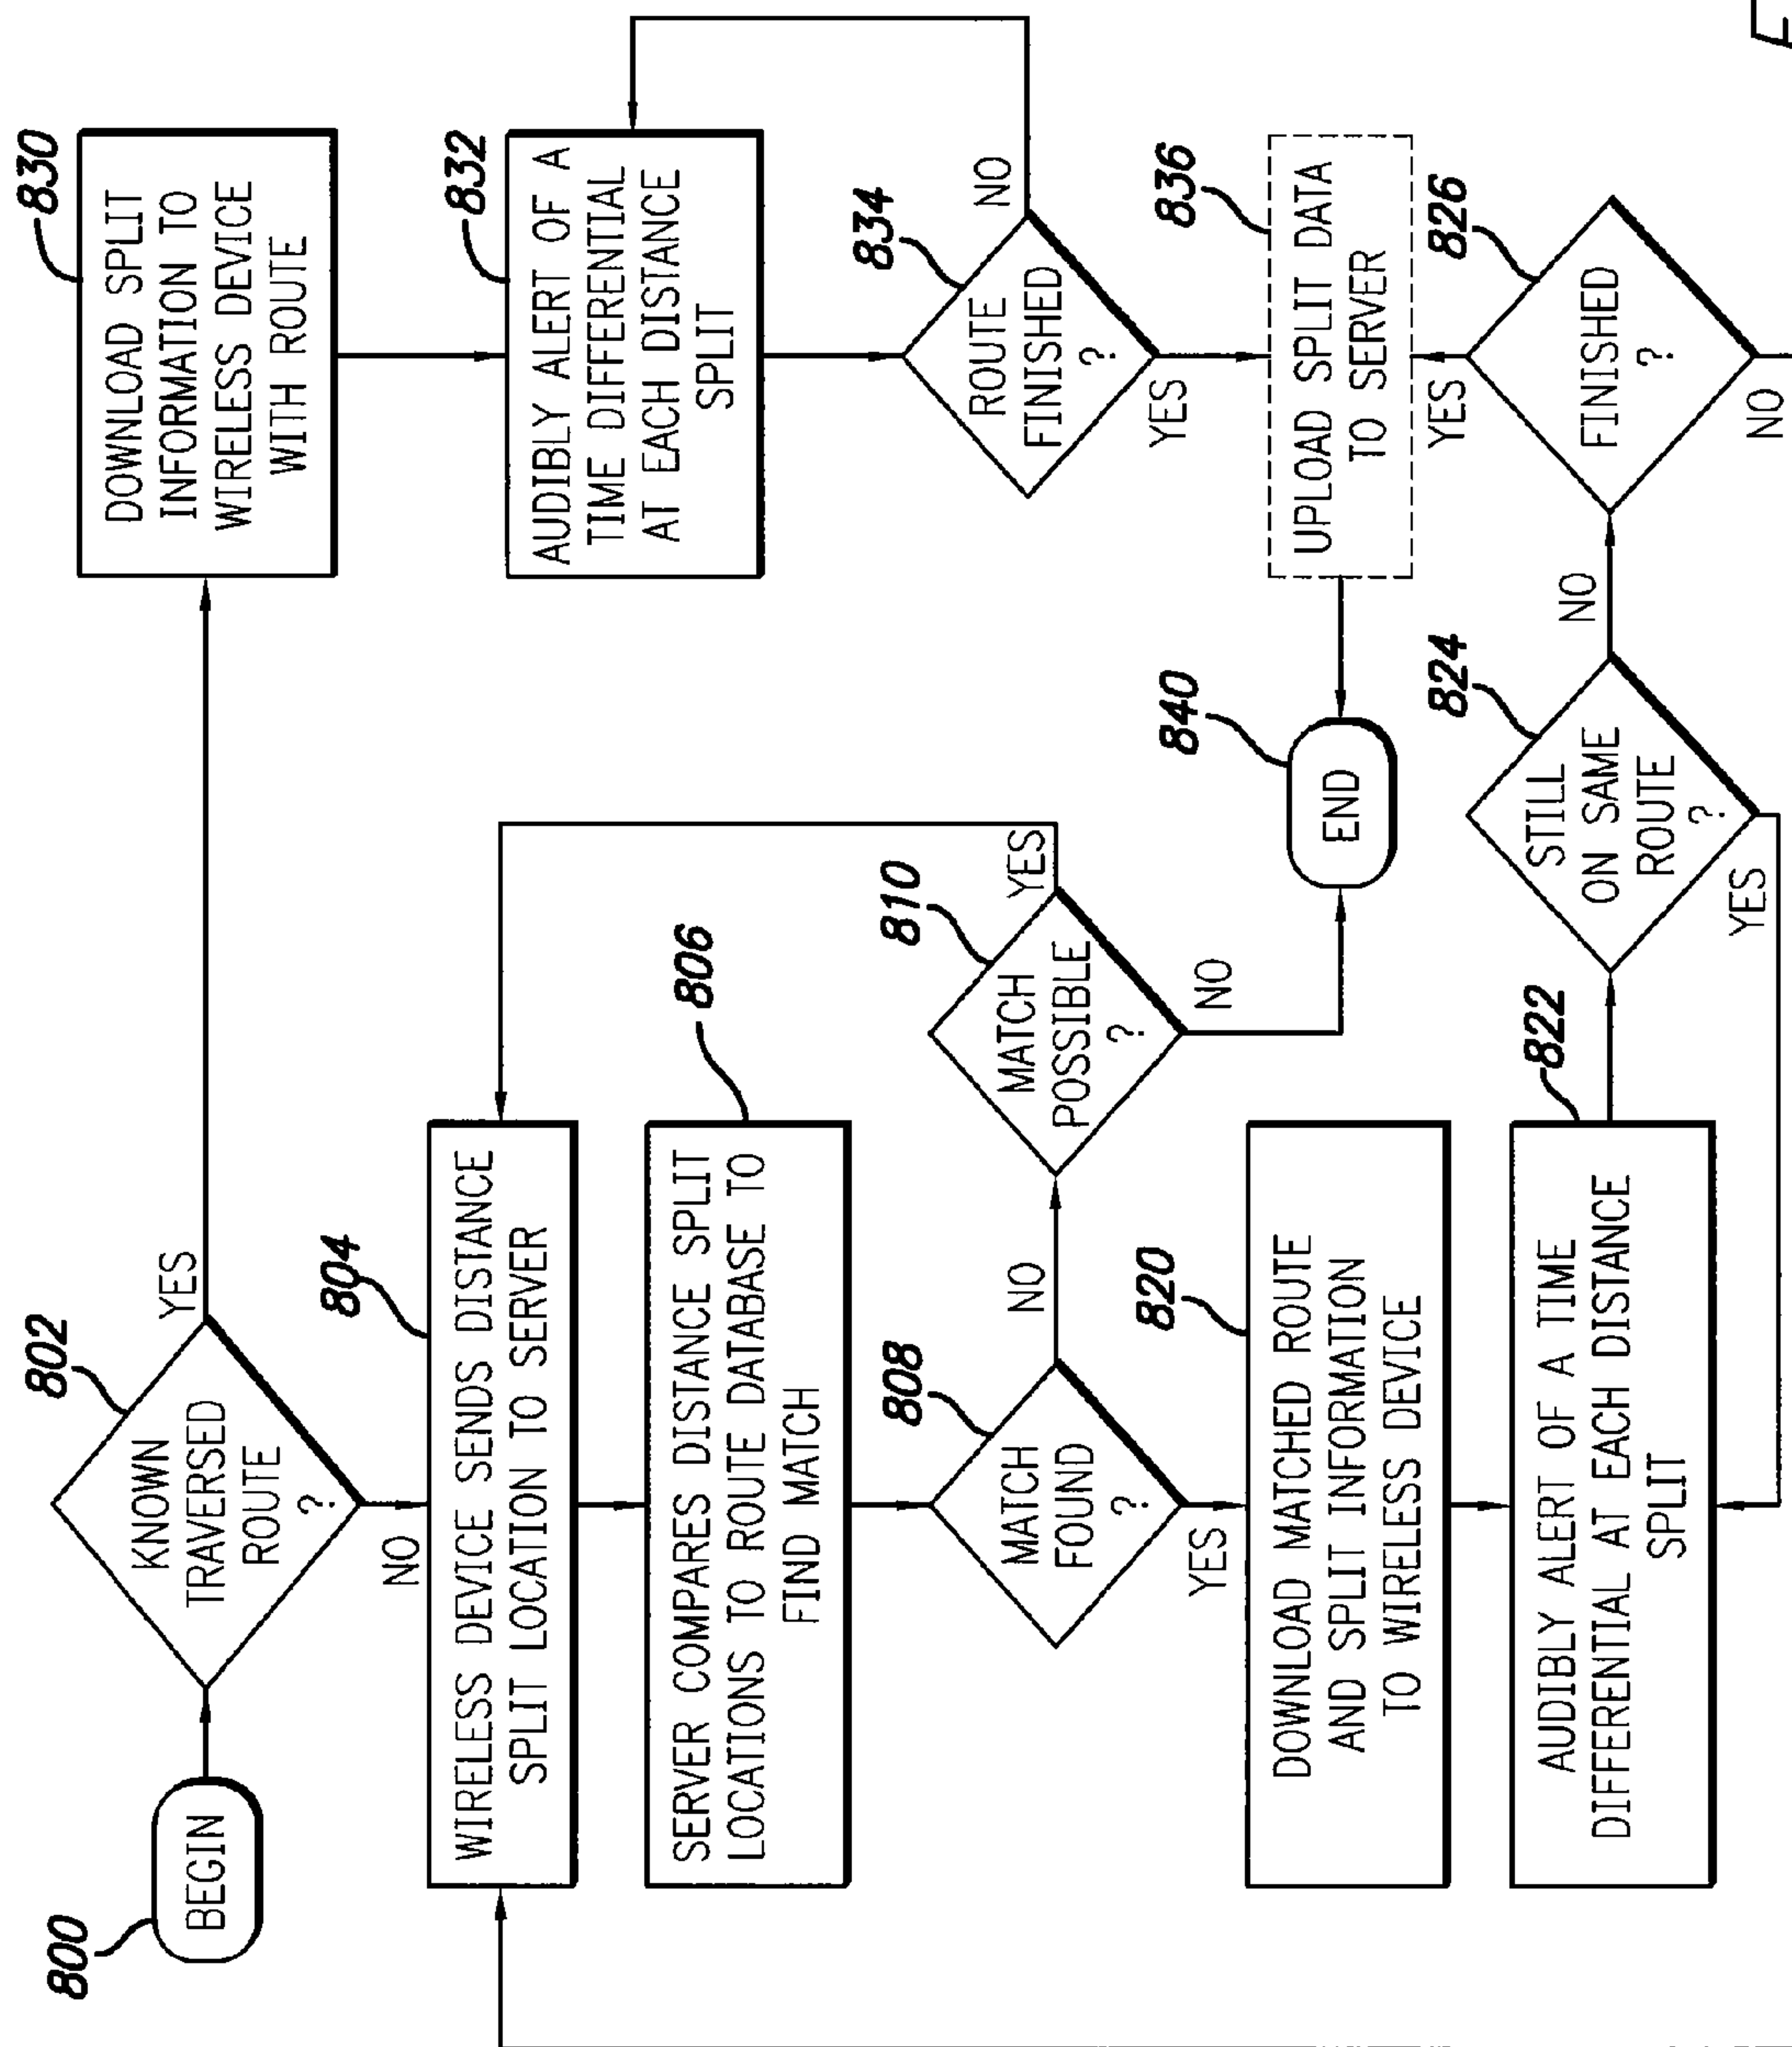 800
BEGIN
802
KNOWN
TRAVERSED
ROUTE
?
YES
NO
830
DOWNLOAD SPLIT
INFORMATION TO
WIRELESS DEVICE
WITH ROUTE
804
WIRELESS DEVICE SENDS DISTANCE
SPLIT LOCATION TO SERVER
832
AUDIBLY ALERT OF A
TIME DIFFERENTIAL
AT EACH DISTANCE
SPLIT
806
SERVER COMPARES DISTANCE SPLIT
LOCATIONS TO ROUTE DATABASE TO
FIND MATCH
808
MATCH
FOUND
?
NO
YES
810
MATCH
POSSIBLE
?
YES
NO
834
ROUTE
FINISHED
?
NO
YES
820
DOWNLOAD MATCHED ROUTE
AND SPLIT INFORMATION
TO WIRELESS DEVICE
840
END
836
UPLOAD SPLIT DATA
TO SERVER
822
AUDIBLY ALERT OF A TIME
DIFFERENTIAL AT EACH DISTANCE
SPLIT
824
STILL
ON SAME
ROUTE
?
NO
YES
826
FINISHED
?
YES
NO